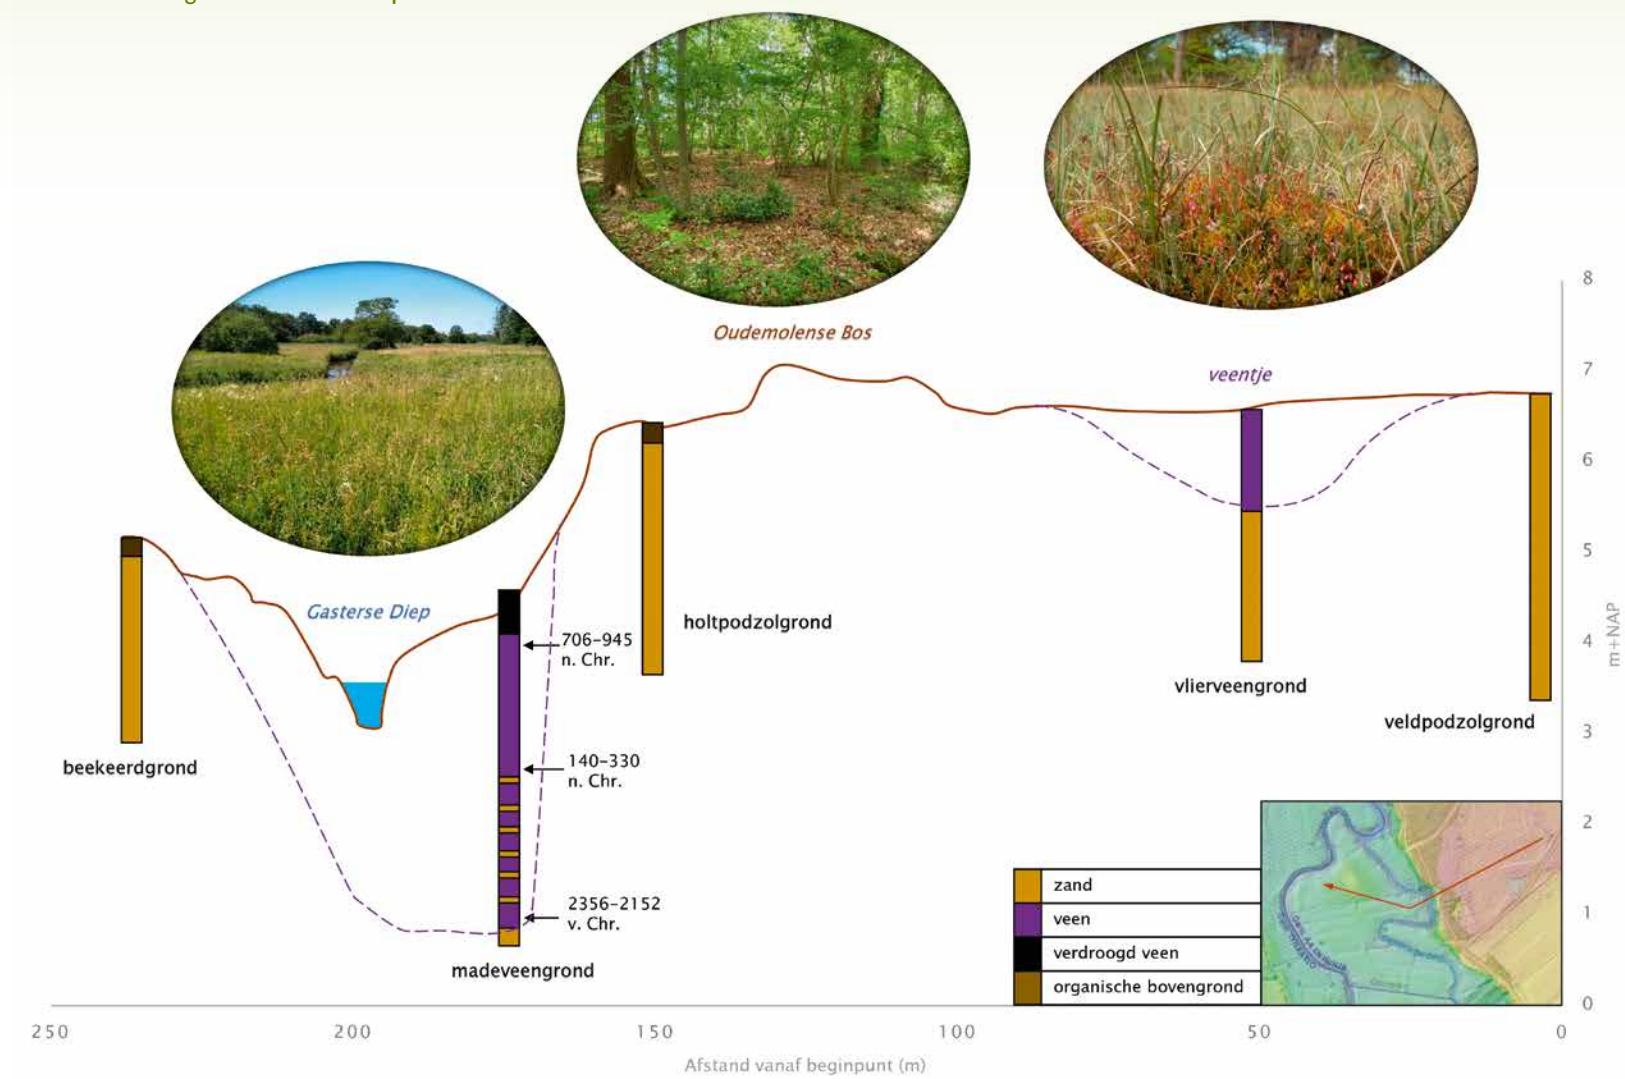 Oudemolense Bos
veentje
Gasterse Diep
8
7
6
5
4
3
2
1
0
m+NAP
706–945
n. Chr.
140–330
n. Chr.
2356–2152
v. Chr.
holtpodzolgrond
vlierveengrond
veldpodzolgrond
beekeerdgrond
madeveengrond
zand
veen
verdroogd veen
organische bovengrond
250
200
150
100
50
0
Afstand vanaf beginpunt (m)